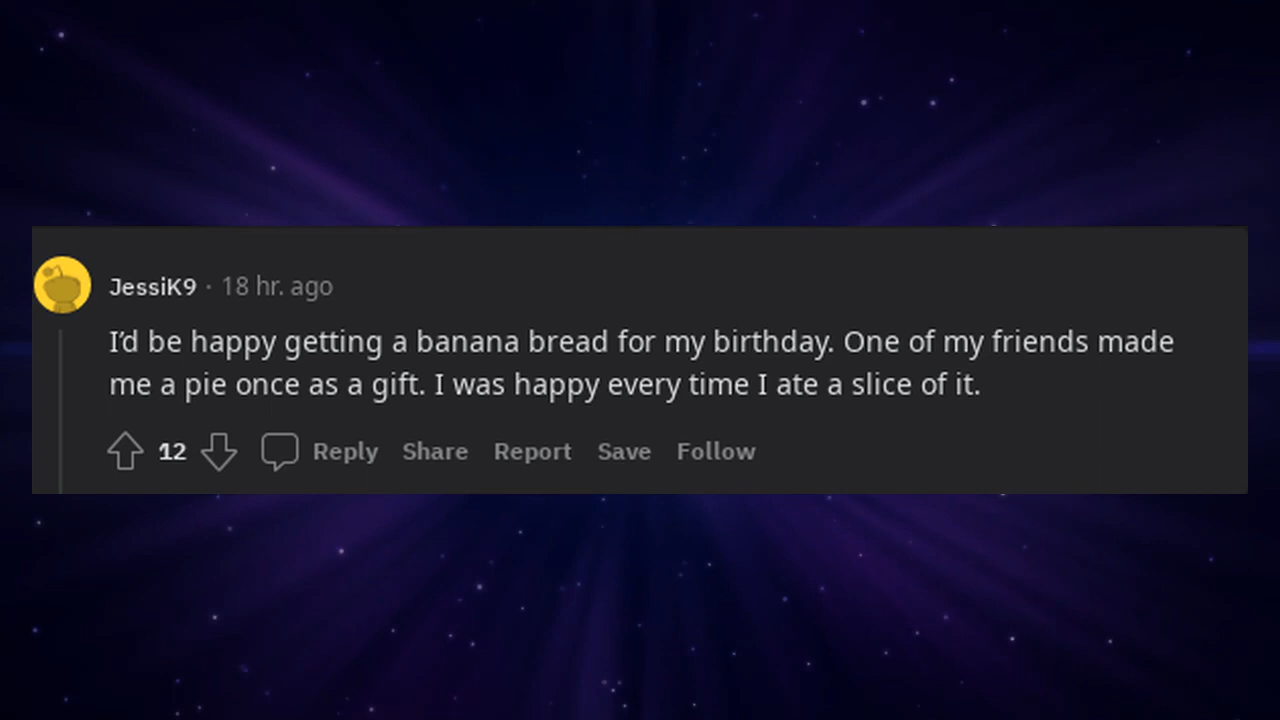 JessiK9 · 18 hr. ago
I’d be happy getting a banana bread for my birthday. One of my friends made
me a pie once as a gift. I was happy every time I ate a slice of it.
12 Reply Share Report Save Follow